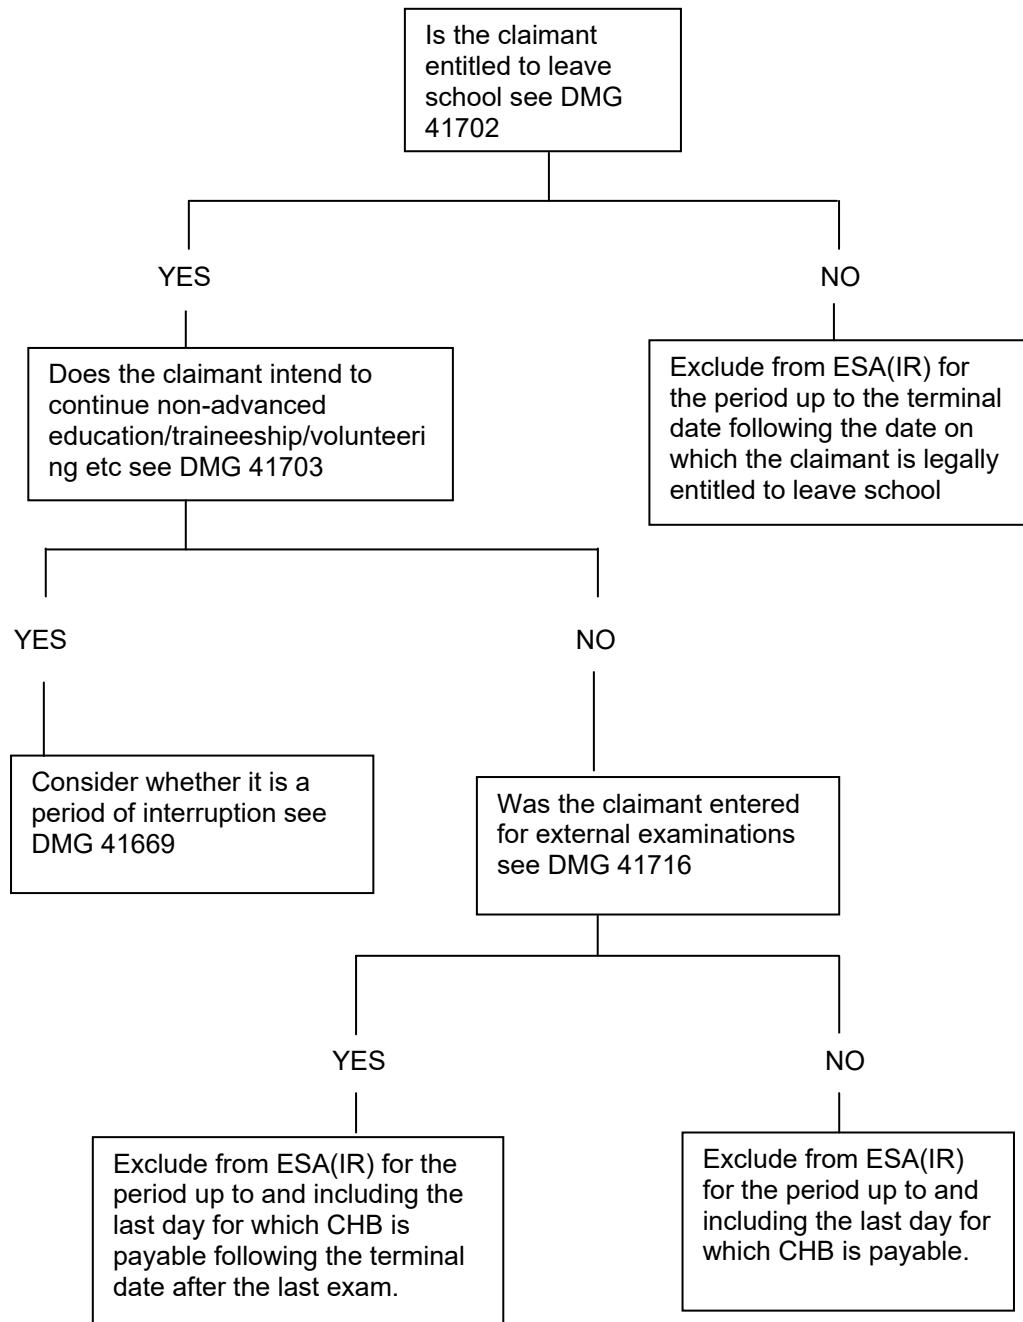 Is the claimant
entitled to leave
school see DMG
41702
YES
NO
Does the claimant intend to
continue non-advanced
education/traineeship/volunteeri
ng etc see DMG 41703
Exclude from ESA(IR) for
the period up to the terminal
date following the date on
which the claimant is legally
entitled to leave school
YES
NO
Consider whether it is a
period of interruption see
DMG 41669
Was the claimant entered
for external examinations
see DMG 41716
YES
NO
Exclude from ESA(IR) for the
period up to and including the
last day for which CHB is
payable following the terminal
date after the last exam.
Exclude from ESA(IR)
for the period up to and
including the last day for
which CHB is payable.